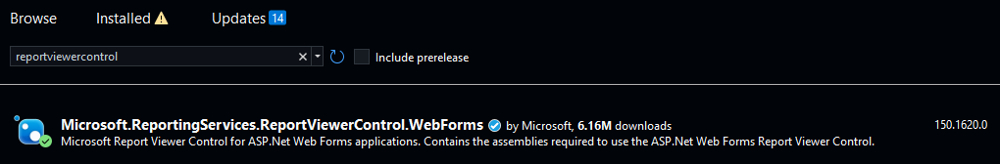 Browse Installed Updates 14
reportviewercontrol Include prerelease
Microsoft.ReportingServices.ReportViewerControl.WebForms by Microsoft, 6.16M downloads 150.1620.0
Microsoft Report Viewer Control for ASP.Net Web Forms applications. Contains the assemblies required to use the ASP.Net Web Forms Report Viewer Control.